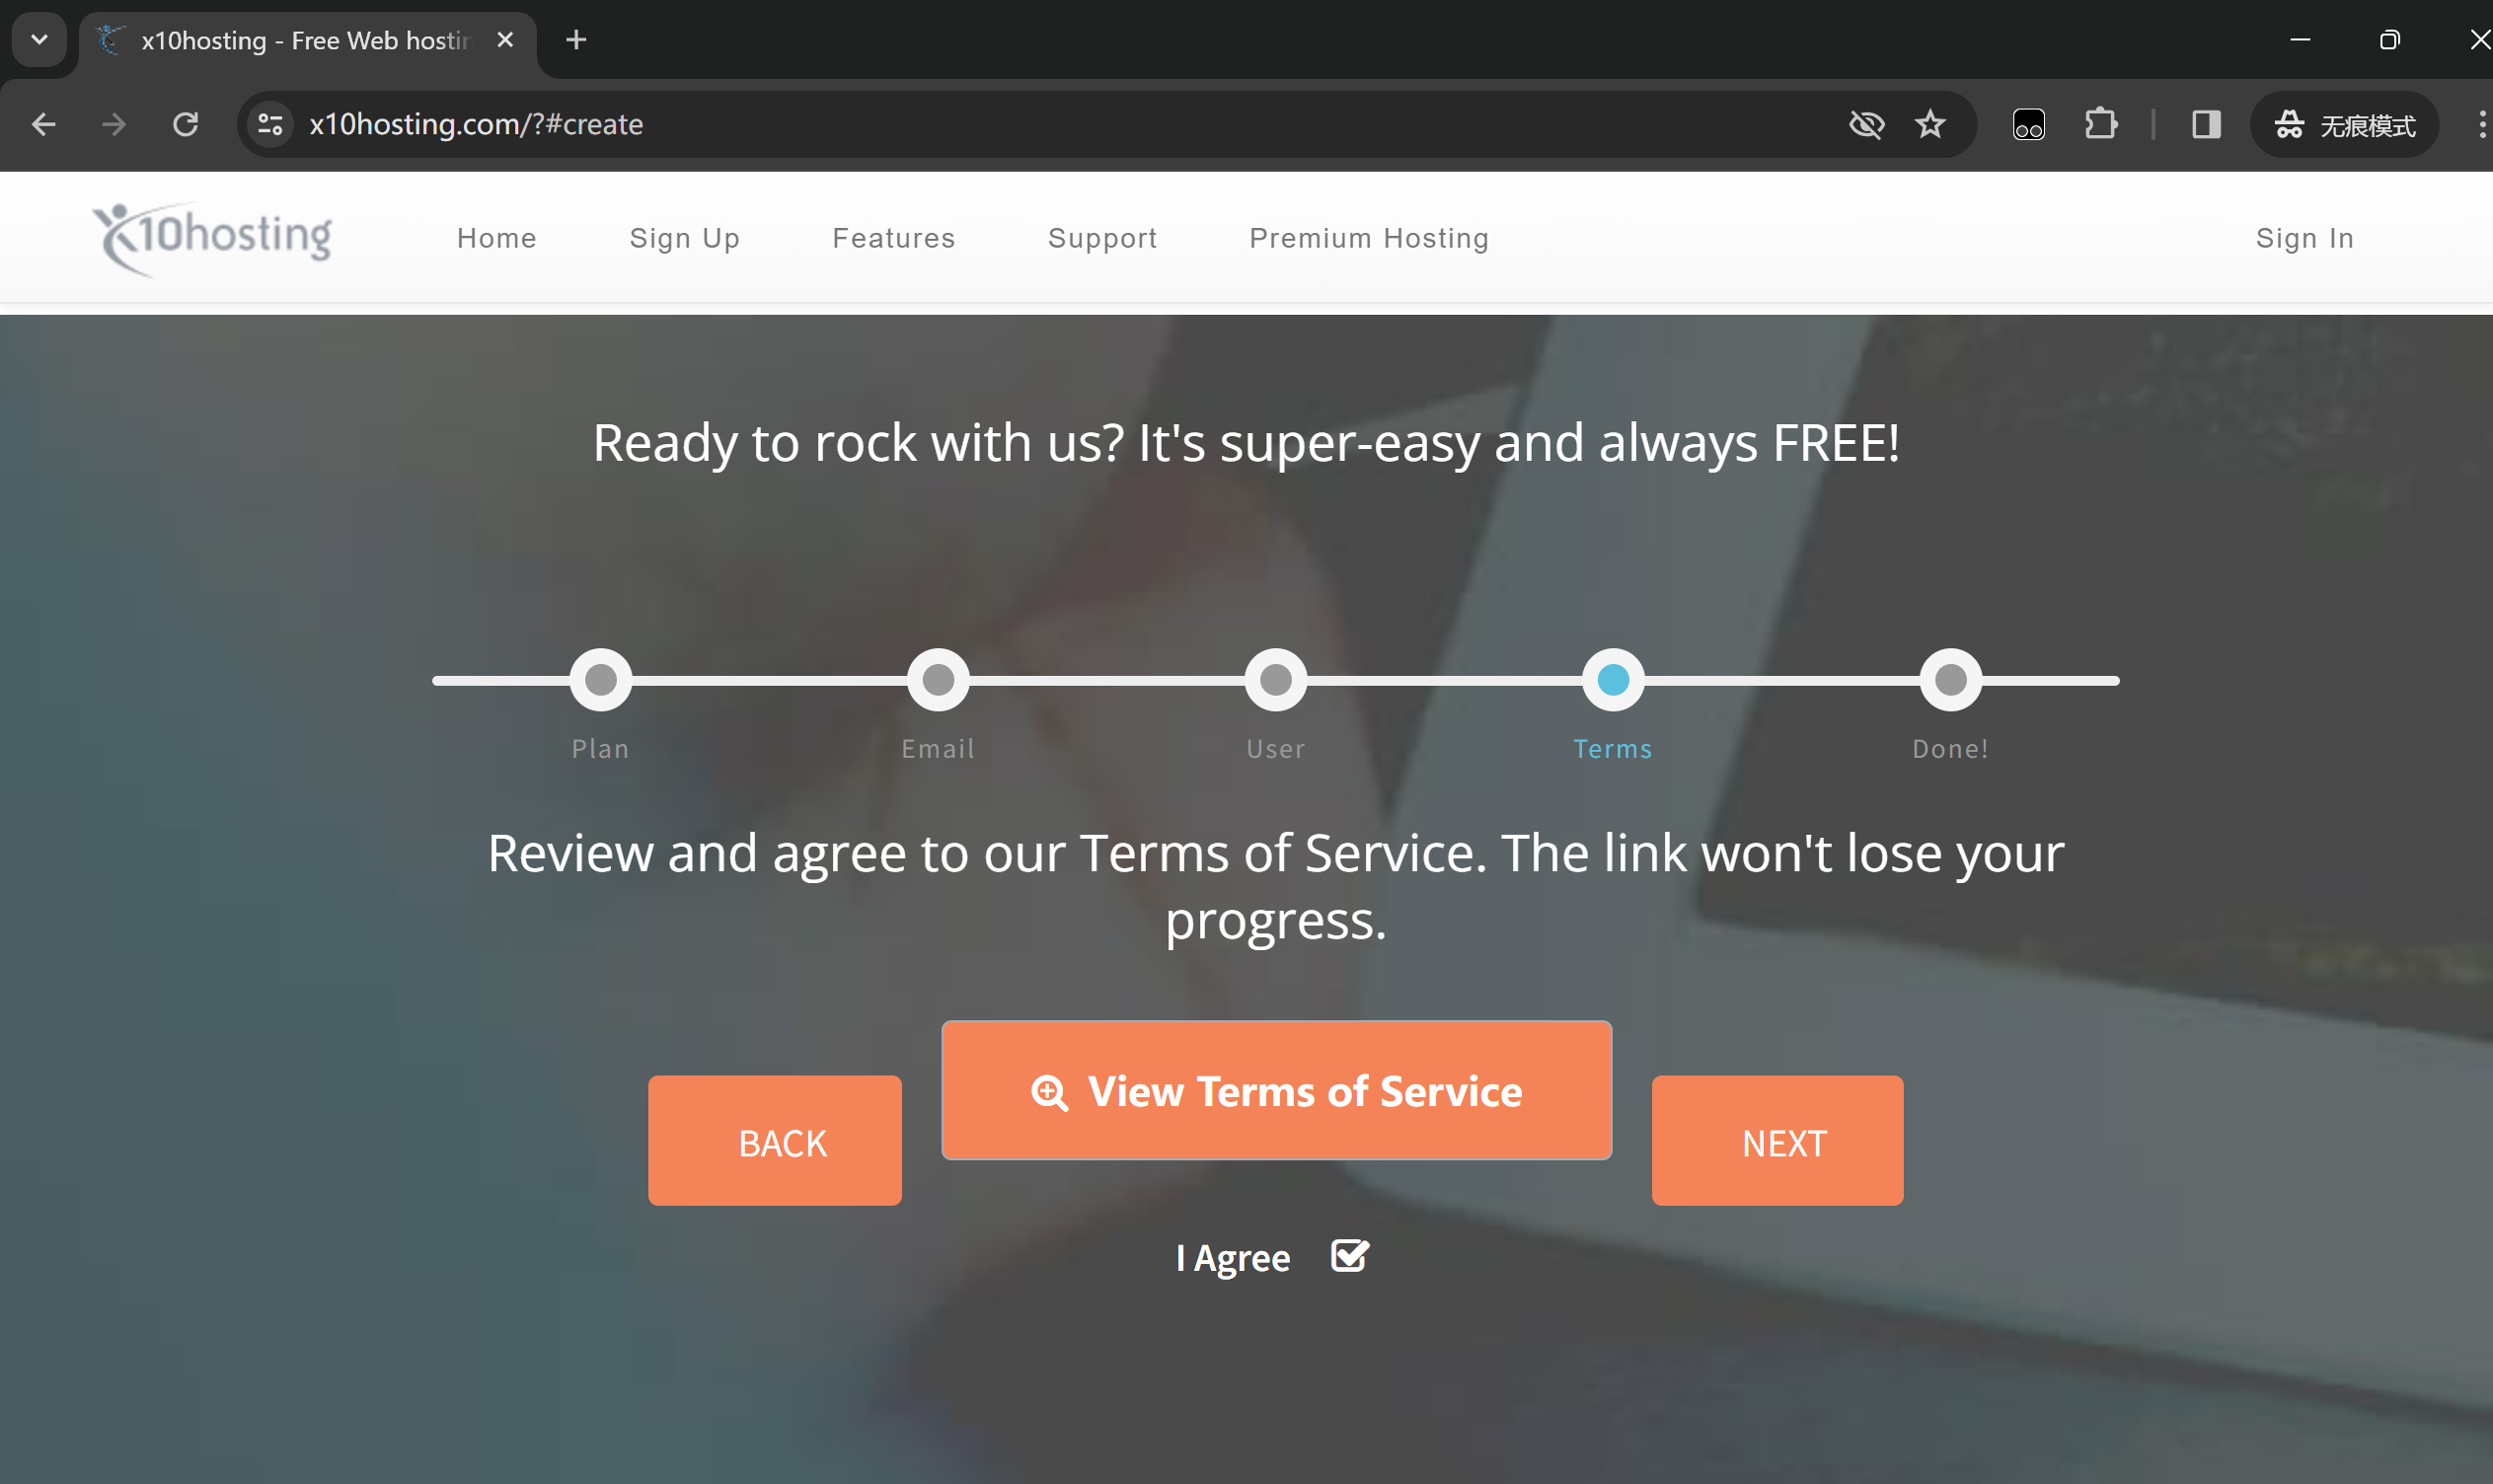 x10hosting - Free Web hostin
x10hosting.com/?#create
无痕模式
x10hosting
Home
Sign Up
Features
Support
Premium Hosting
Sign In
Ready to rock with us? It's super-easy and always FREE!
Plan
Email
User
Terms
Done!
Review and agree to our Terms of Service. The link won't lose your
progress.
View Terms of Service
BACK
NEXT
I Agree